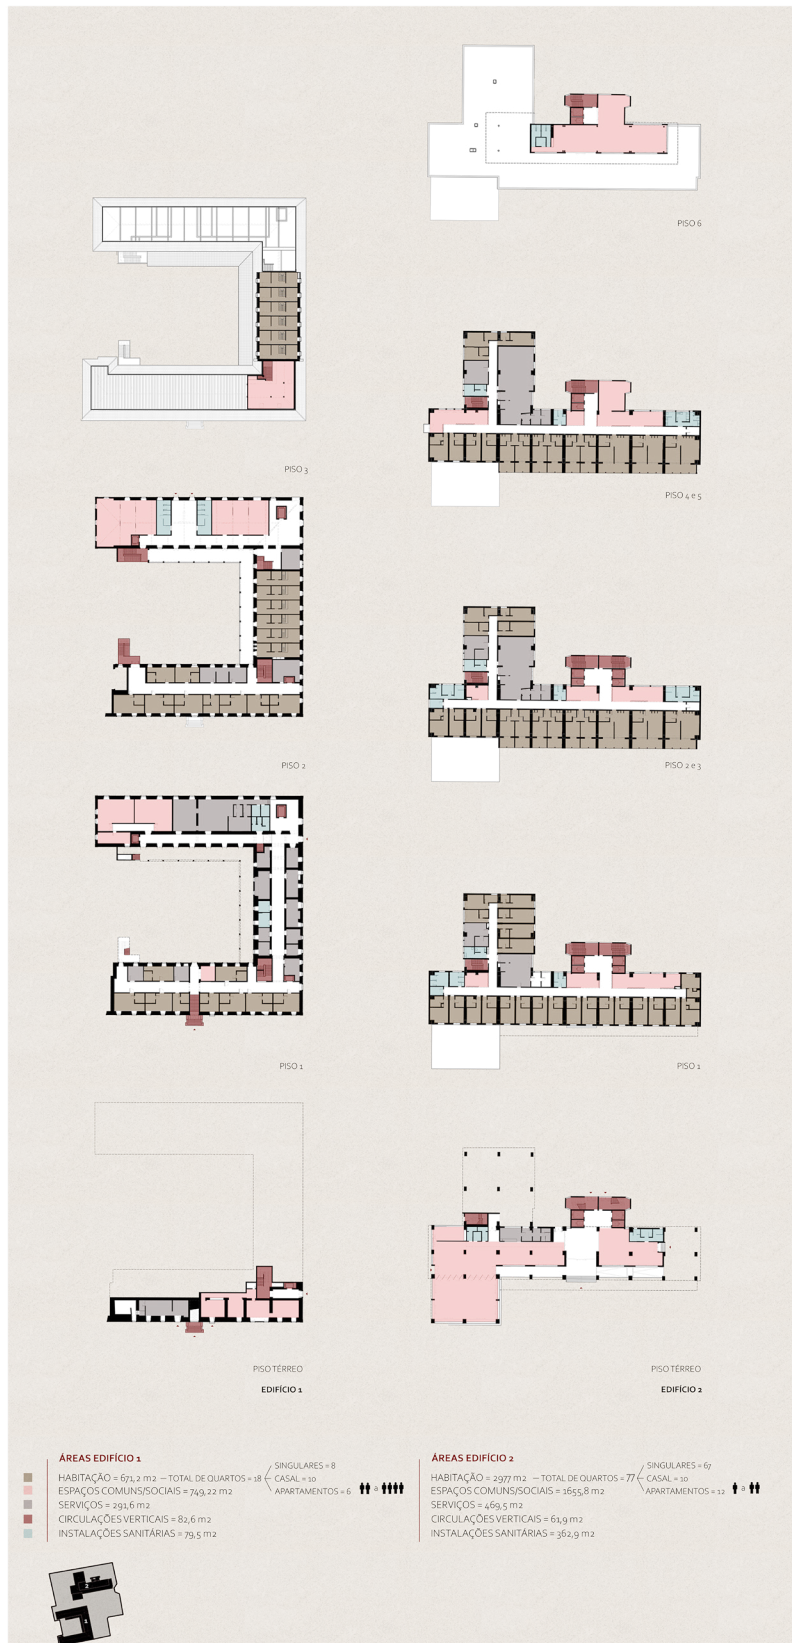 PISO 6
PISO 3
PISO 4 e 5
PISO 2
PISO 2 e 3
PISO 1
PISO 1
PISO TÉRREO
EDIFÍCIO 1
PISO TÉRREO
EDIFÍCIO 2
ÁREAS EDIFÍCIO 1
HABITAÇÃO = 671,2 m2 — TOTAL DE QUARTOS = 18
SINGULARES = 8
CASAL = 10
APARTAMENTOS = 6
a
ESPAÇOS COMUNS/SOCIAIS = 749,22 m2
SERVIÇOS = 291,6 m2
CIRCULAÇÕES VERTICAIS = 82,6 m2
INSTALAÇÕES SANITÁRIAS = 79,5 m2
ÁREAS EDIFÍCIO 2
HABITAÇÃO = 2977 m2 — TOTAL DE QUARTOS = 77
SINGULARES = 67
CASAL = 10
APARTAMENTOS = 12
a
ESPAÇOS COMUNS/SOCIAIS = 1655,8 m2
SERVIÇOS = 469,5 m2
CIRCULAÇÕES VERTICAIS = 61,9 m2
INSTALAÇÕES SANITÁRIAS = 362,9 m2
2
1